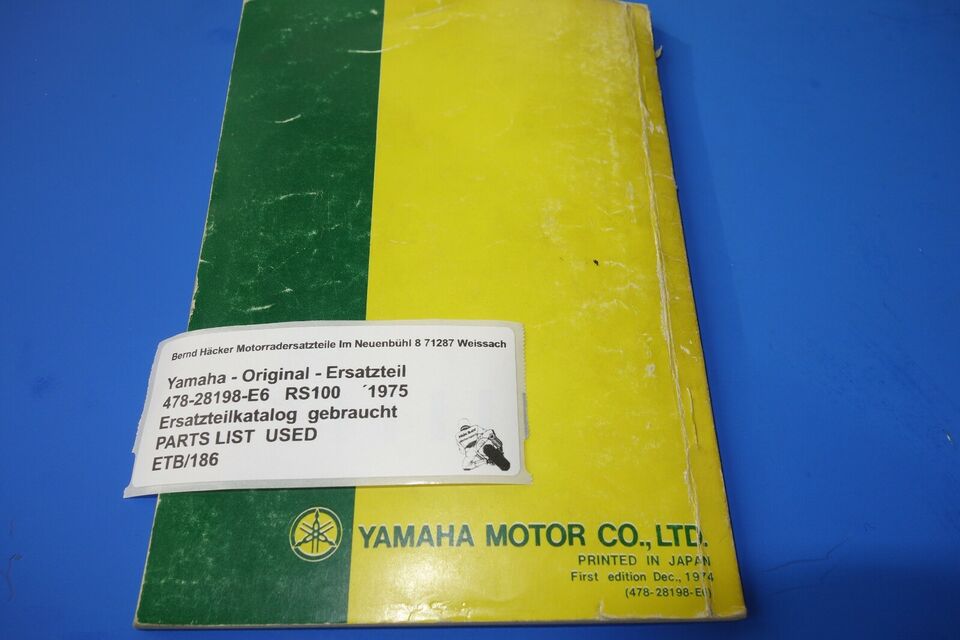 Bernd Häcker Motorradersatzteile Im Neuenbühl 8 71287 Weissach
Yamaha - Original - Ersatzteil
478-28198-E6 RS100 ´1975
Ersatzteilkatalog gebraucht
PARTS LIST USED
ETB/186
YAMAHA MOTOR CO., LTD.
PRINTED IN JAPAN
First edition Dec., 1974
(478-28198-E6)